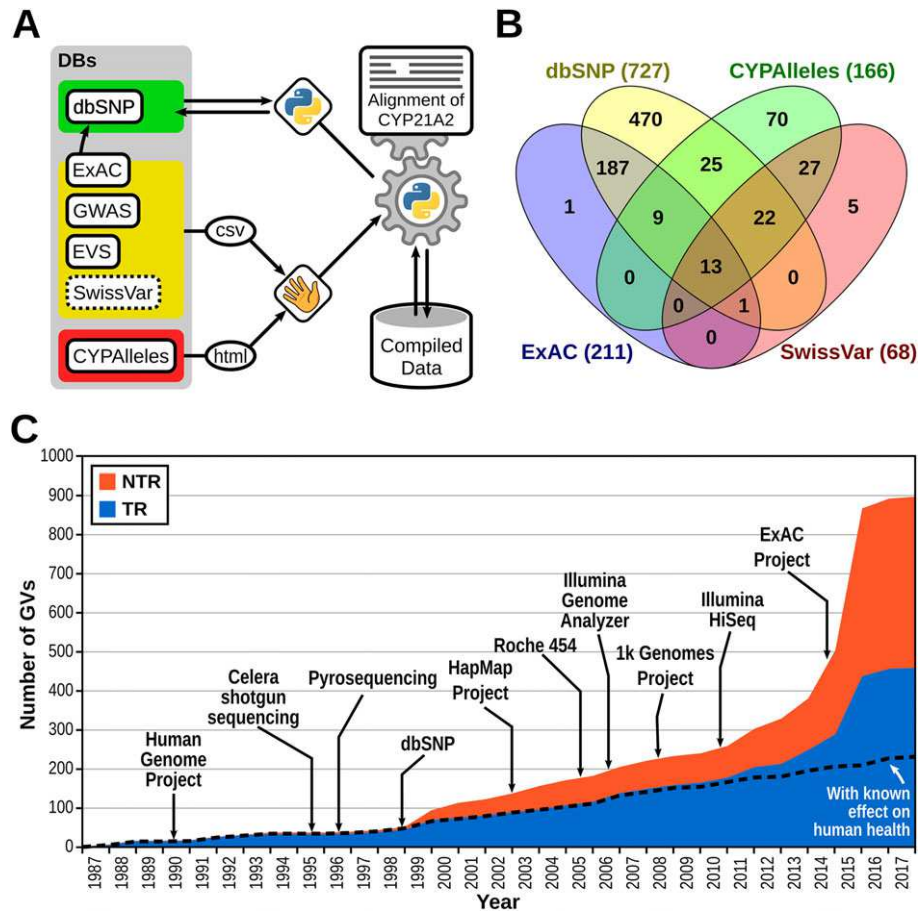 A
DBs
dbSNP
ExAC
GWAS
EVS
SwissVar
CYPAlleles
csv
html
Alignment of
CYP21A2
Compiled
Data
B
dbSNP (727)
CYPAlleles (166)
470
70
187
25
27
1
9
22
5
13
0
0
0
1
0
ExAC (211)
SwissVar (68)
C
1000
900
800
700
600
500
400
300
200
100
0
Number of GVs
NTR
TR
Human
Genome
Project
Celera
shotgun
sequencing
Pyrosequencing
dbSNP
HapMap
Project
Roche 454
Illumina
Genome
Analyzer
1k Genomes
Project
Illumina
HiSeq
ExAC
Project
With known
effect on
human health
1987
1988
1989
1990
1991
1992
1993
1994
1995
1996
1997
1998
1999
2000
2001
2002
2003
2004
2005
2006
2007
2008
2009
2010
2011
2012
2013
2014
2015
2016
2017
Year